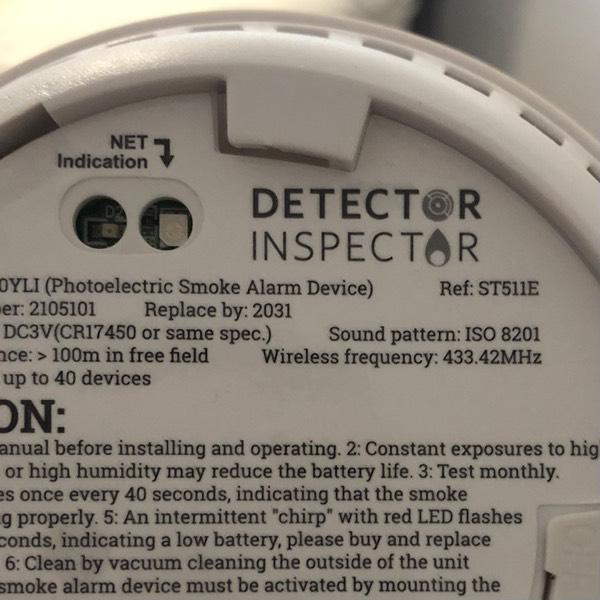 NET
Indication
DETECTOR
INSPECTOR
0YLI (Photoelectric Smoke Alarm Device) Ref: ST511E
er: 2105101 Replace by: 2031
DC3V(CR17450 or same spec.) Sound pattern: ISO 8201
nce: > 100m in free field Wireless frequency: 433.42MHz
up to 40 devices
ON:
anual before installing and operating. 2: Constant exposures to hig
or high humidity may reduce the battery life. 3: Test monthly.
es once every 40 seconds, indicating that the smoke
g properly. 5: An intermittent "chirp" with red LED flashes
conds, indicating a low battery, please buy and replace
6: Clean by vacuum cleaning the outside of the unit
smoke alarm device must be activated by mounting the